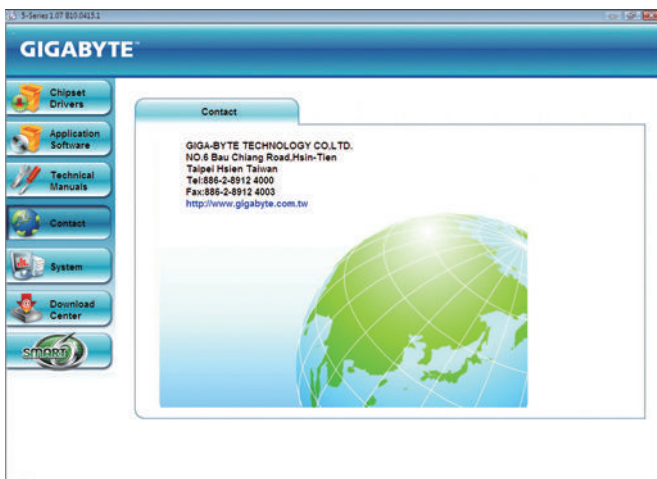 5-Series 1.07 B10.0415.1
GIGABYTE™
Chipset
Drivers
Application
Software
Technical
Manuals
Contact
System
Download
Center
SMART6
Contact
GIGA-BYTE TECHNOLOGY CO,LTD.
NO.6 Bau Chiang Road,Hsin-Tien
Taipei Hsien Taiwan
Tel:886-2-8912 4000
Fax:886-2-8912 4003
http://www.gigabyte.com.tw